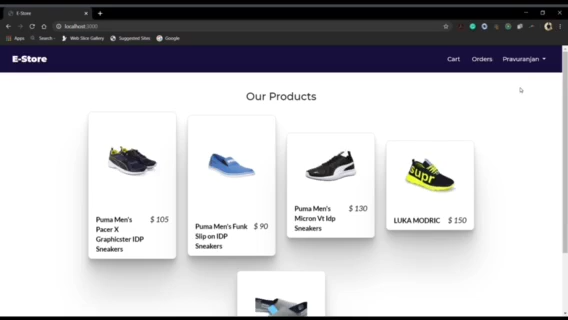 E Store
localhost:3000
Apps
Search
Web Slice Gallery
Suggested Sites
Google
E-Store
Cart
Orders
Pravuranjan
Our Products
Puma Men's
Pacer X
Graphicster IDP
Sneakers
$ 105
Puma Men's Funk
Slip on IDP
Sneakers
$ 90
Puma Men's
Micron Vt Idp
Sneakers
$ 130
LUKA MODRIC
$ 150
supr